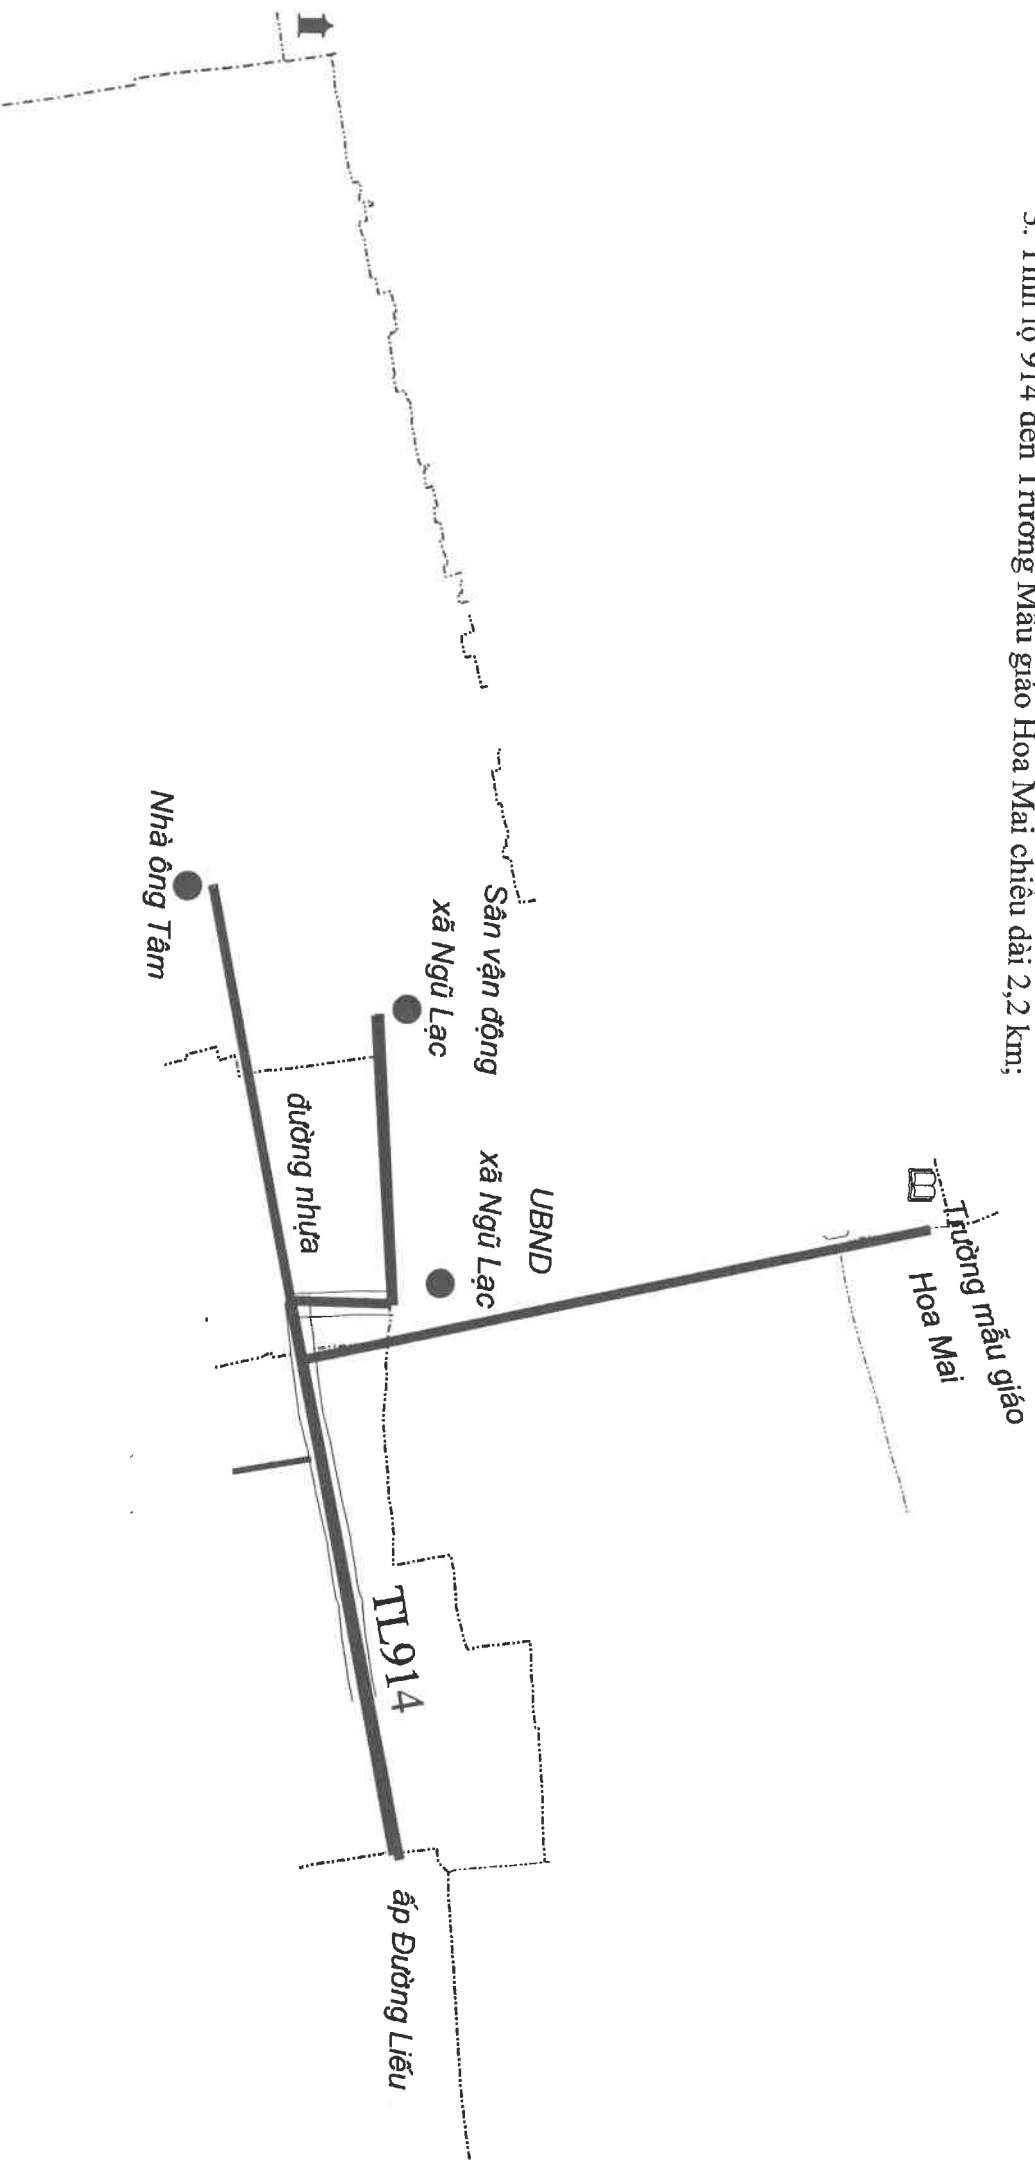 3. Tỉnh lộ 914 đến Trường Mẫu giáo Hoa Mai chiều dài 2,2 km;
Trường mẫu giáo
Hoa Mai
UBND
xã Ngũ Lạc
Sân vận động
xã Ngũ Lạc
đường nhựa
Nhà ông Tâm
TL914
ấp Đường Liếu